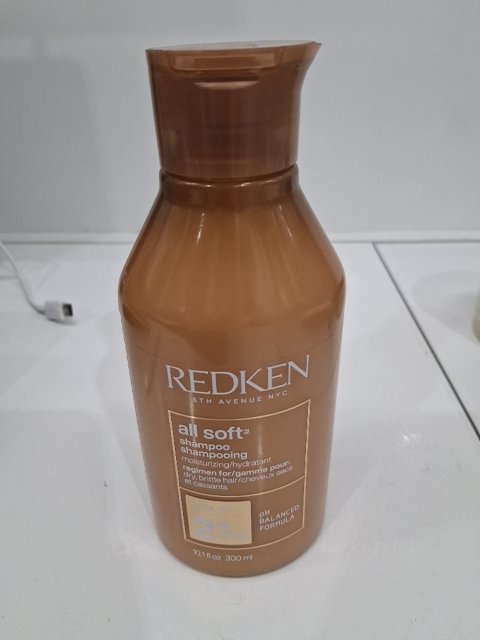 REDKEN
5TH AVENUE NYC
all soft
shampoo
shampooing
moisturizing/hydratant
regimen for/gamme pour:
dry, brittle hair/cheveux secs
et cassants
pH
BALANCED
FORMULA
10.1 fl oz 300 ml